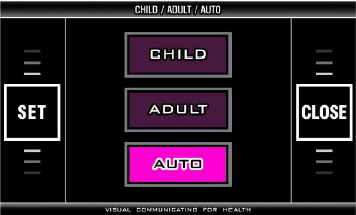 CHILD / ADULT / AUTO
CHILD
SET
ADULT
CLOSE
AUTO
VISUAL COMMUNICATING FOR HEALTH